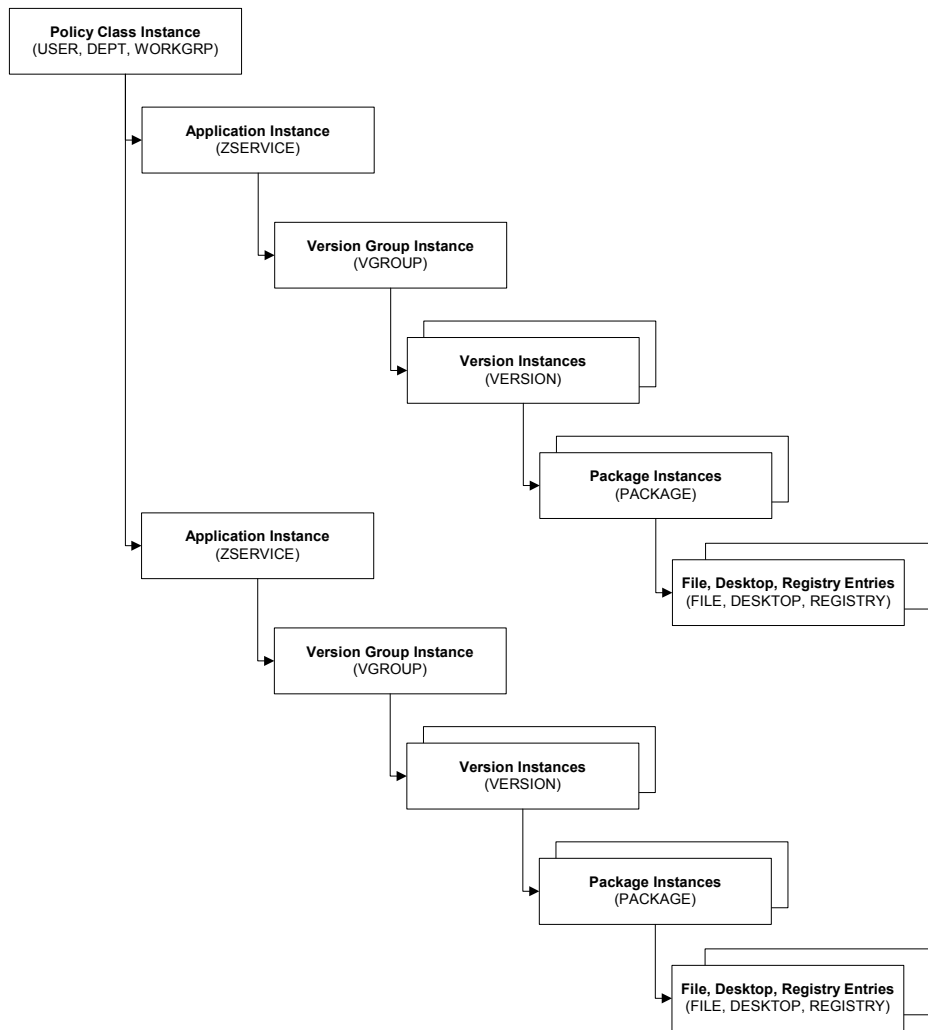 Policy Class Instance
(USER, DEPT, WORKGRP)
Application Instance
(ZSERVICE)
Version Group Instance
(VGROUP)
Version Instances
(VERSION)
Package Instances
(PACKAGE)
File, Desktop, Registry Entries
(FILE, DESKTOP, REGISTRY)
Application Instance
(ZSERVICE)
Version Group Instance
(VGROUP)
Version Instances
(VERSION)
Package Instances
(PACKAGE)
File, Desktop, Registry Entries
(FILE, DESKTOP, REGISTRY)